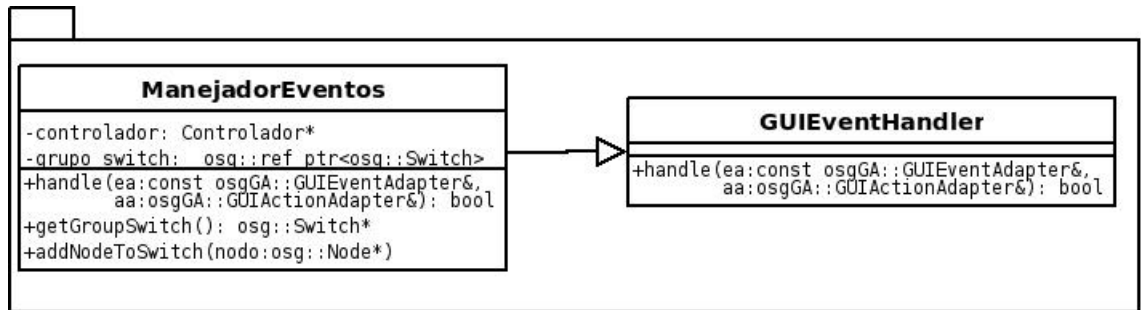 ManejadorEventos
-controlador: Controlador*
-grupo_switch: osg::ref_ptr<osg::Switch>
+handle(ea:const osgGA::GUIEventAdapter&,
aa:osgGA::GUIActionAdapter&): bool
+getGroupSwitch(): osg::Switch*
+addNodeToSwitch(nodo:osg::Node*)
GUIEventHandler
+handle(ea:const osgGA::GUIEventAdapter&,
aa:osgGA::GUIActionAdapter&): bool